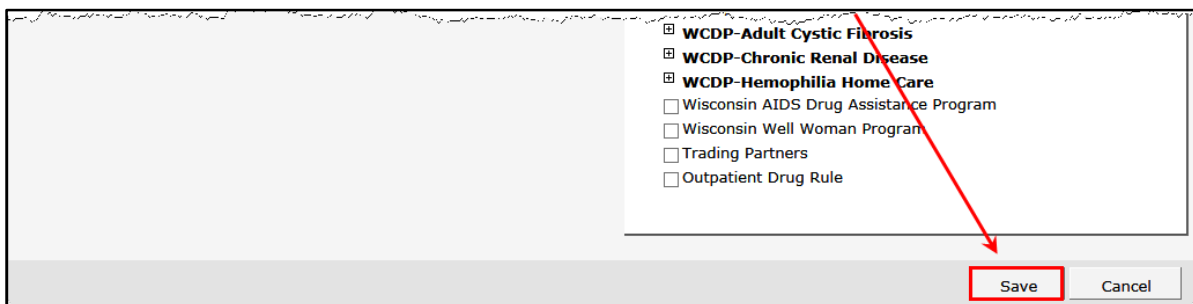 WCDP-Adult Cystic Fibrosis
WCDP-Chronic Renal Disease
WCDP-Hemophilia Home Care
Wisconsin AIDS Drug Assistance Program
Wisconsin Well Woman Program
Trading Partners
Outpatient Drug Rule
Save Cancel